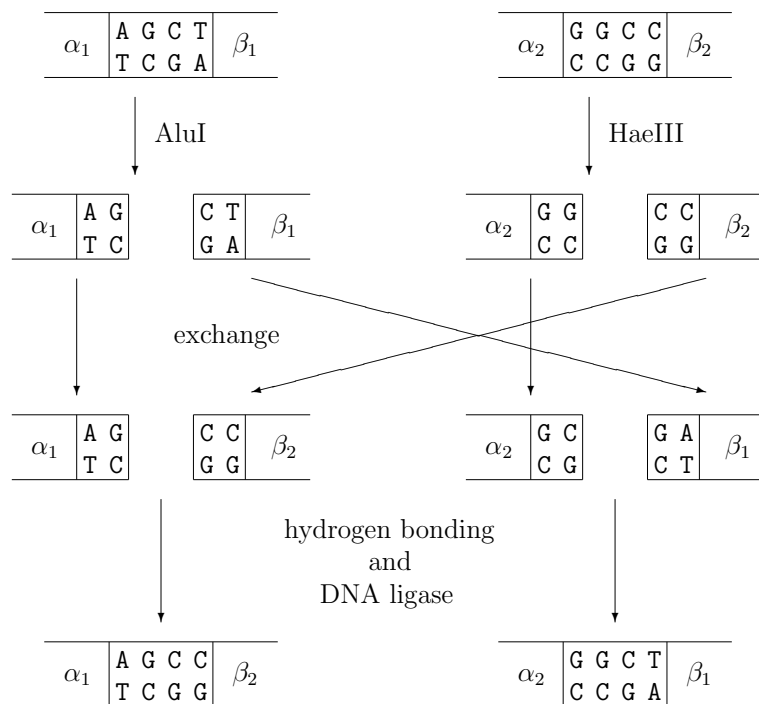 A G C T G G C C
α₁ β₁ α₂ β₂
T C G A C C G G
AluI HaeIII
A G C T G G C C
α₁ β₁ α₂ β₂
T C G A C C G G
exchange
A G C C G C G A
α₁ β₂ α₂ β₁
T C G G C G C T
hydrogen bonding
and
DNA ligase
A G C C G G C T
α₁ β₂ α₂ β₁
T C G G C C G A